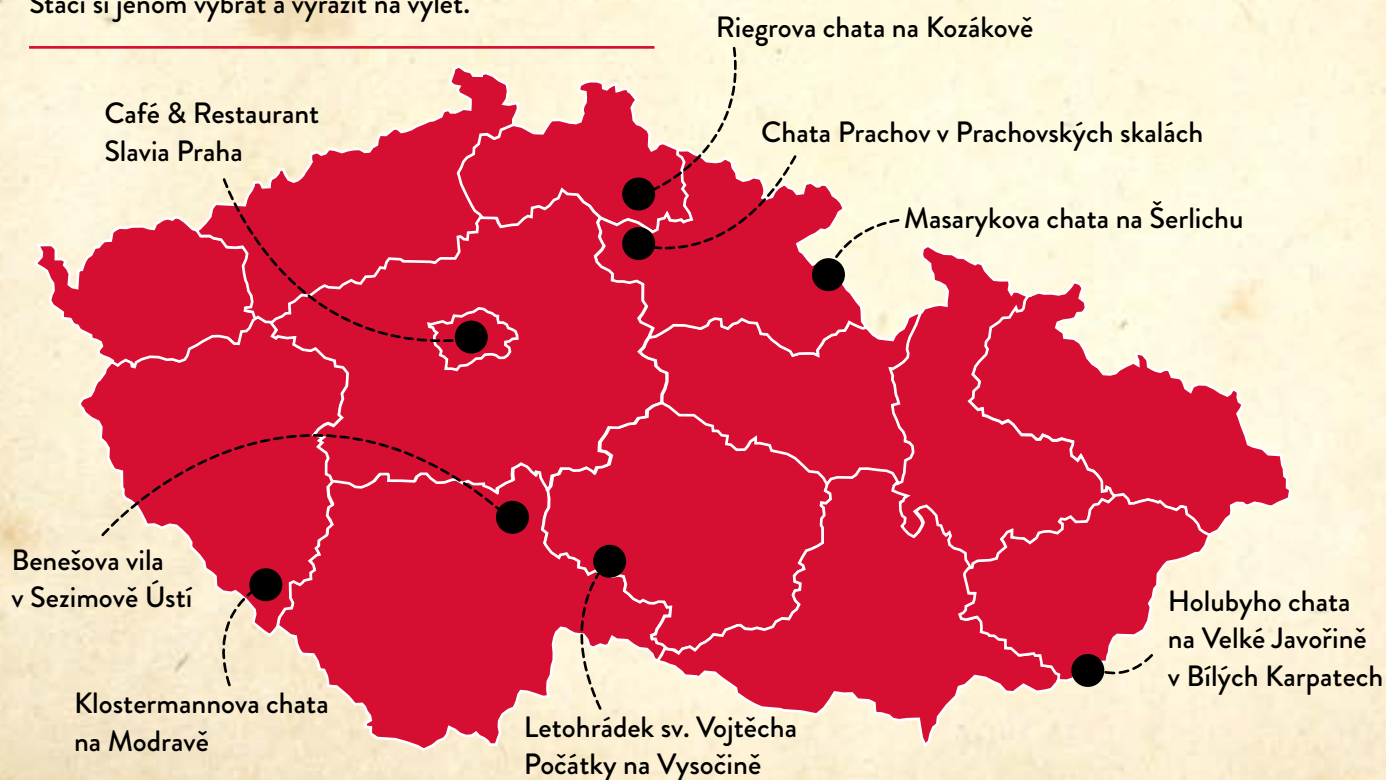 Stačí si jenom vybrat a vyrazit na výlet.
Riegrova chata na Kozákově
Café & Restaurant
Slavia Praha
Chata Prachov v Prachovských skalách
Masarykova chata na Šerlichu
Benešova vila
v Sezimově Ústí
Holubyho chata
na Velké Javořině
v Bílých Karpatech
Klostermannova chata
na Modravě
Letohrádek sv. Vojtěcha
Počátky na Vysočině